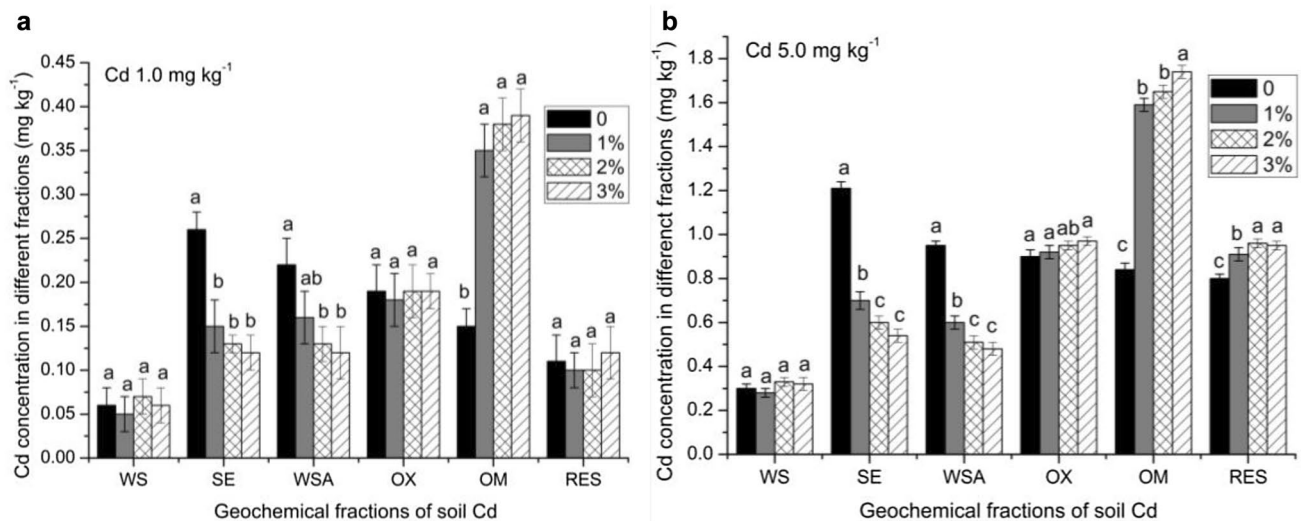 a
Cd concentration in different fractions (mg kg⁻¹)
0.45
0.40
0.35
0.30
0.25
0.20
0.15
0.10
0.05
0.00
Cd 1.0 mg kg⁻¹
0
1%
2%
3%
a a a a
a b b b
a ab b b
a a a a
b a a a
a a a a
WS SE WSA OX OM RES
Geochemical fractions of soil Cd
b
Cd concentration in differenct fractions (mg kg⁻¹)
1.8
1.6
1.4
1.2
1.0
0.8
0.6
0.4
0.2
0.0
Cd 5.0 mg kg⁻¹
0
1%
2%
3%
a a a a
a b c c
a b c c
a a ab a
c b b a
c b a a
WS SE WSA OX OM RES
Geochemical fractions of soil Cd